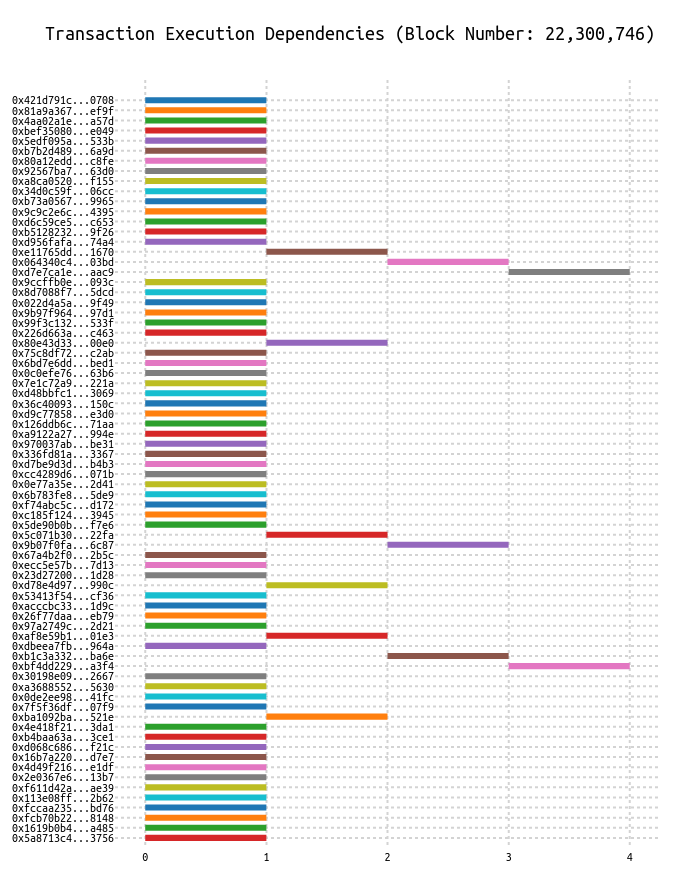 Transaction Execution Dependencies (Block Number: 22,300,746)
0x421d791c...0708
0x81a9a367...ef9f
0x4aa02a1e...a57d
0xbef35080...e049
0x5edf095a...533b
0xb7b2d489...6a9d
0x80a12edd...c8fe
0x92567ba7...63d0
0xa8ca0520...f155
0x34d0c59f...06cc
0xb73a0567...9965
0x9c9c2e6c...4395
0xd6c59ce5...c653
0xb5128232...9f26
0xd956fafa...74a4
0xe11765dd...1670
0x064340c4...03bd
0xd7e7ca1e...aac9
0x9ccffb0e...093c
0x8d7088f7...5dcd
0x022d4a5a...9f49
0x9b97f964...97d1
0x99f3c132...533f
0x226d663a...c463
0x80e43d33...00e0
0x75c8df72...c2ab
0x6bd7e6dd...bed1
0x0c0efe76...63b6
0x7e1c72a9...221a
0xd48bbfc1...3069
0x36c40093...150c
0xd9c77858...e3d0
0x126ddb6c...71aa
0xa9122a27...994e
0x970037ab...be31
0x336fd81a...3367
0xd7be9d3d...b4b3
0xcc4289d6...071b
0x0e77a35e...2d41
0x6b783fe8...5de9
0xf74abc5c...d172
0xc185f124...3945
0x5de90b0b...f7e6
0x5c071b30...22fa
0x9b07f0fa...6c87
0x67a4b2f0...2b5c
0xecc5e57b...7d13
0x23d27200...1d28
0xd78e4d97...990c
0x53413f54...cf36
0xacccbc33...1d9c
0x26f77daa...eb79
0x97a2749c...2d21
0xaf8e59b1...01e3
0xdbeea7fb...964a
0xb1c3a332...ba6e
0xbf4dd229...a3f4
0x30198e09...2667
0xa3688552...5630
0x0de2ee98...41fc
0x7f5f36df...07f9
0xba1092ba...521e
0x4e418f21...3da1
0xb4baa63a...3ce1
0xd068c686...f21c
0x16b7a220...d7e7
0x4d49f216...e1df
0x2e0367e6...13b7
0xf611d42a...ae39
0x113e08ff...2b62
0xfccaa235...bd76
0xfcb70b22...8148
0x1619b0b4...a485
0x5a8713c4...3756
0 1 2 3 4